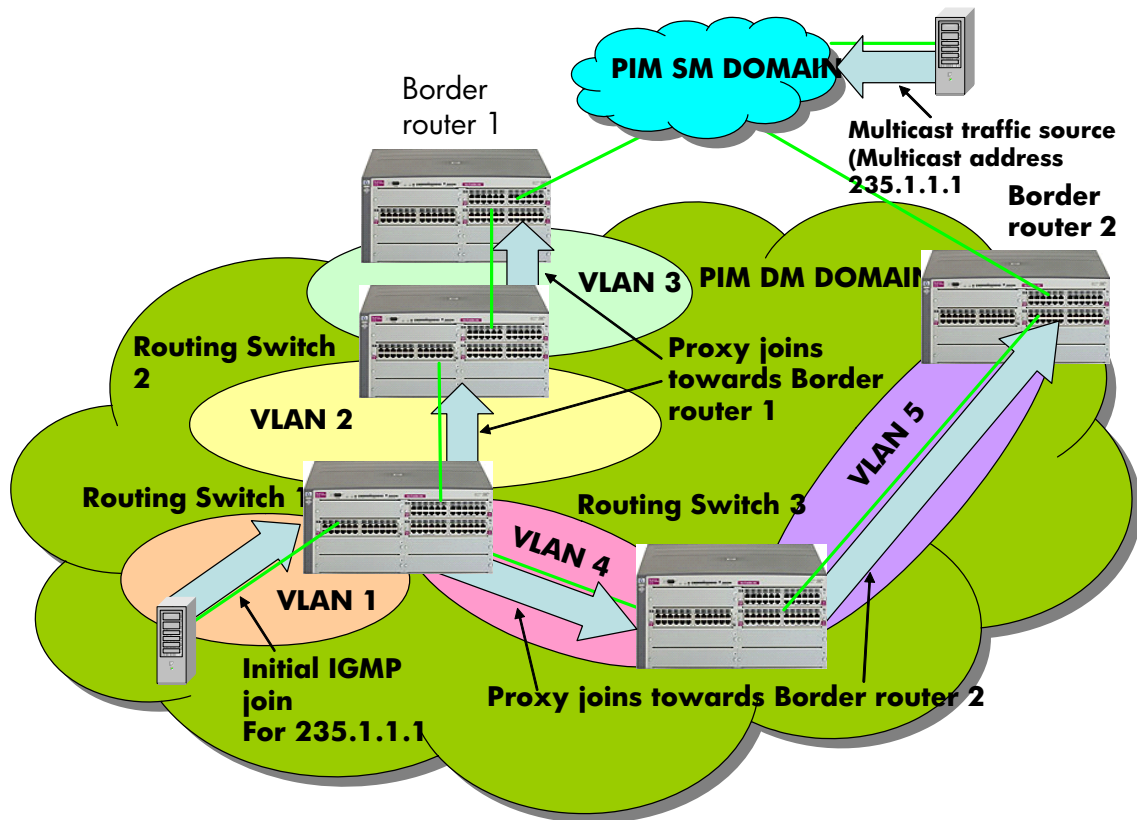 PIM SM DOMAIN
Border
router 1
Multicast traffic source
(Multicast address
235.1.1.1
Border
router 2
VLAN 3
PIM DM DOMAIN
Routing Switch
2
Proxy joins
towards Border
router 1
VLAN 2
VLAN 5
Routing Switch 1
Routing Switch 3
VLAN 4
VLAN 1
Initial IGMP
join
For 235.1.1.1
Proxy joins towards Border router 2